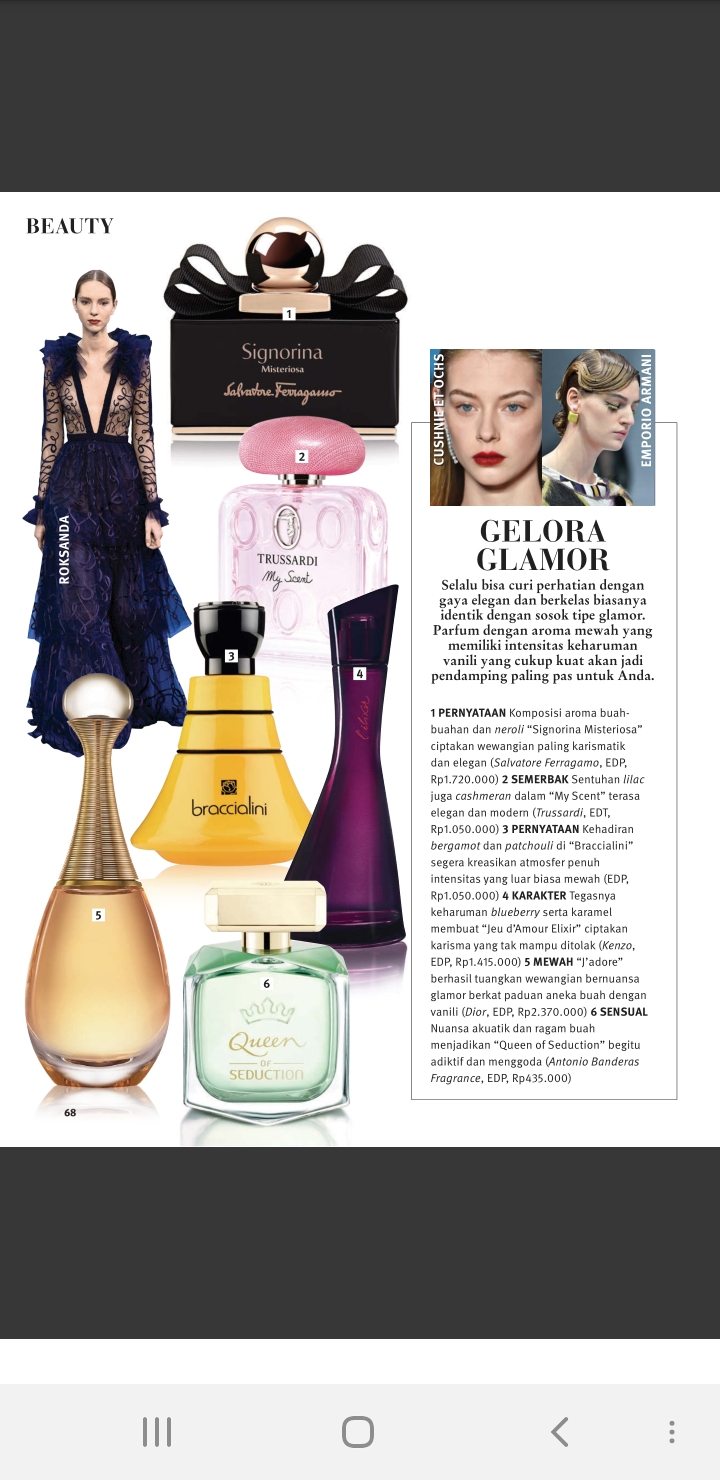 BEAUTY
1
Signorina
Misteriosa
Salvatore Ferragamo
2
TRUSSARDI
My Scent
ROKSANDA
3
4
l'élixir
braccialini
5
6
Queen
OF
SEDUCTION
68
CUSHNIE ET OCHS
EMPORIO ARMANI
GELORA
GLAMOR
Selalu bisa curi perhatian dengan
gaya elegan dan berkelas biasanya
identik dengan sosok tipe glamor.
Parfum dengan aroma mewah yang
memiliki intensitas keharuman
vanili yang cukup kuat akan jadi
pendamping paling pas untuk Anda.
1 PERNYATAAN Komposisi aroma buah-
buahan dan neroli “Signorina Misteriosa”
ciptakan wewangian paling karismatik
dan elegan (Salvatore Ferragamo, EDP,
Rp1.720.000) 2 SEMERBAK Sentuhan lilac
juga cashmeran dalam “My Scent” terasa
elegan dan modern (Trussardi, EDT,
Rp1.050.000) 3 PERNYATAAN Kehadiran
bergamot dan patchouli di “Braccialini”
segera kreasikan atmosfer penuh
intensitas yang luar biasa mewah (EDP,
Rp1.050.000) 4 KARAKTER Tegasnya
keharuman blueberry serta karamel
membuat “Jeu d’Amour Elixir” ciptakan
karisma yang tak mampu ditolak (Kenzo,
EDP, Rp1.415.000) 5 MEWAH “J’adore”
berhasil tuangkan wewangian bernuansa
glamor berkat paduan aneka buah dengan
vanili (Dior, EDP, Rp2.370.000) 6 SENSUAL
Nuansa akuatik dan ragam buah
menjadikan “Queen of Seduction” begitu
adiktif dan menggoda (Antonio Banderas
Fragrance, EDP, Rp435.000)